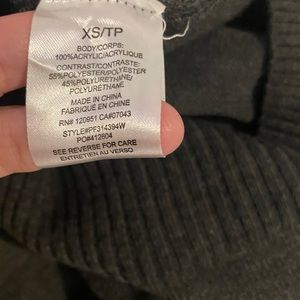 XS/TP
BODY/CORPS:
100%ACRYLIC/ACRYLIQUE
CONTRAST/CONTRASTE:
55%POLYESTER/POLYESTER
45%POLYURETHANE/
POLYURÉTHANE
MADE IN CHINA
FABRIQUÉ EN CHINE
RN# 120951 CA#07043
STYLE#PF314394W
PO#412604
SEE REVERSE FOR CARE
ENTRETIEN AU VERSO